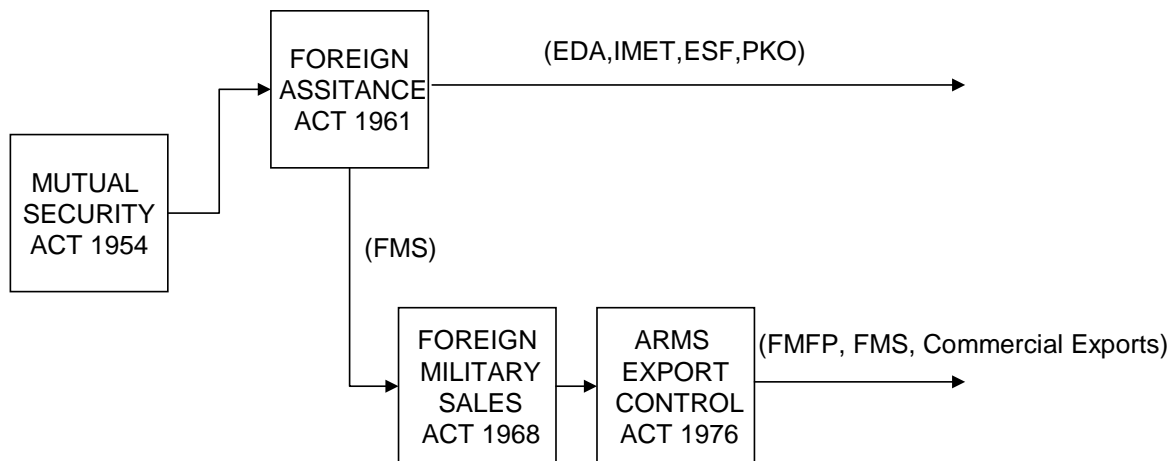 FOREIGN
ASSITANCE
ACT 1961
(EDA,IMET,ESF,PKO)
MUTUAL
SECURITY
ACT 1954
(FMS)
FOREIGN
MILITARY
SALES
ACT 1968
ARMS
EXPORT
CONTROL
ACT 1976
(FMFP, FMS, Commercial Exports)